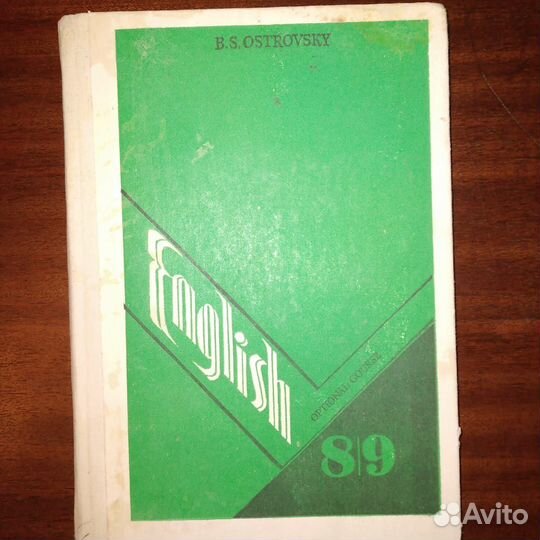 B.S. OSTROVSKY
English
OPTIONAL COURSE
8|9
Avito